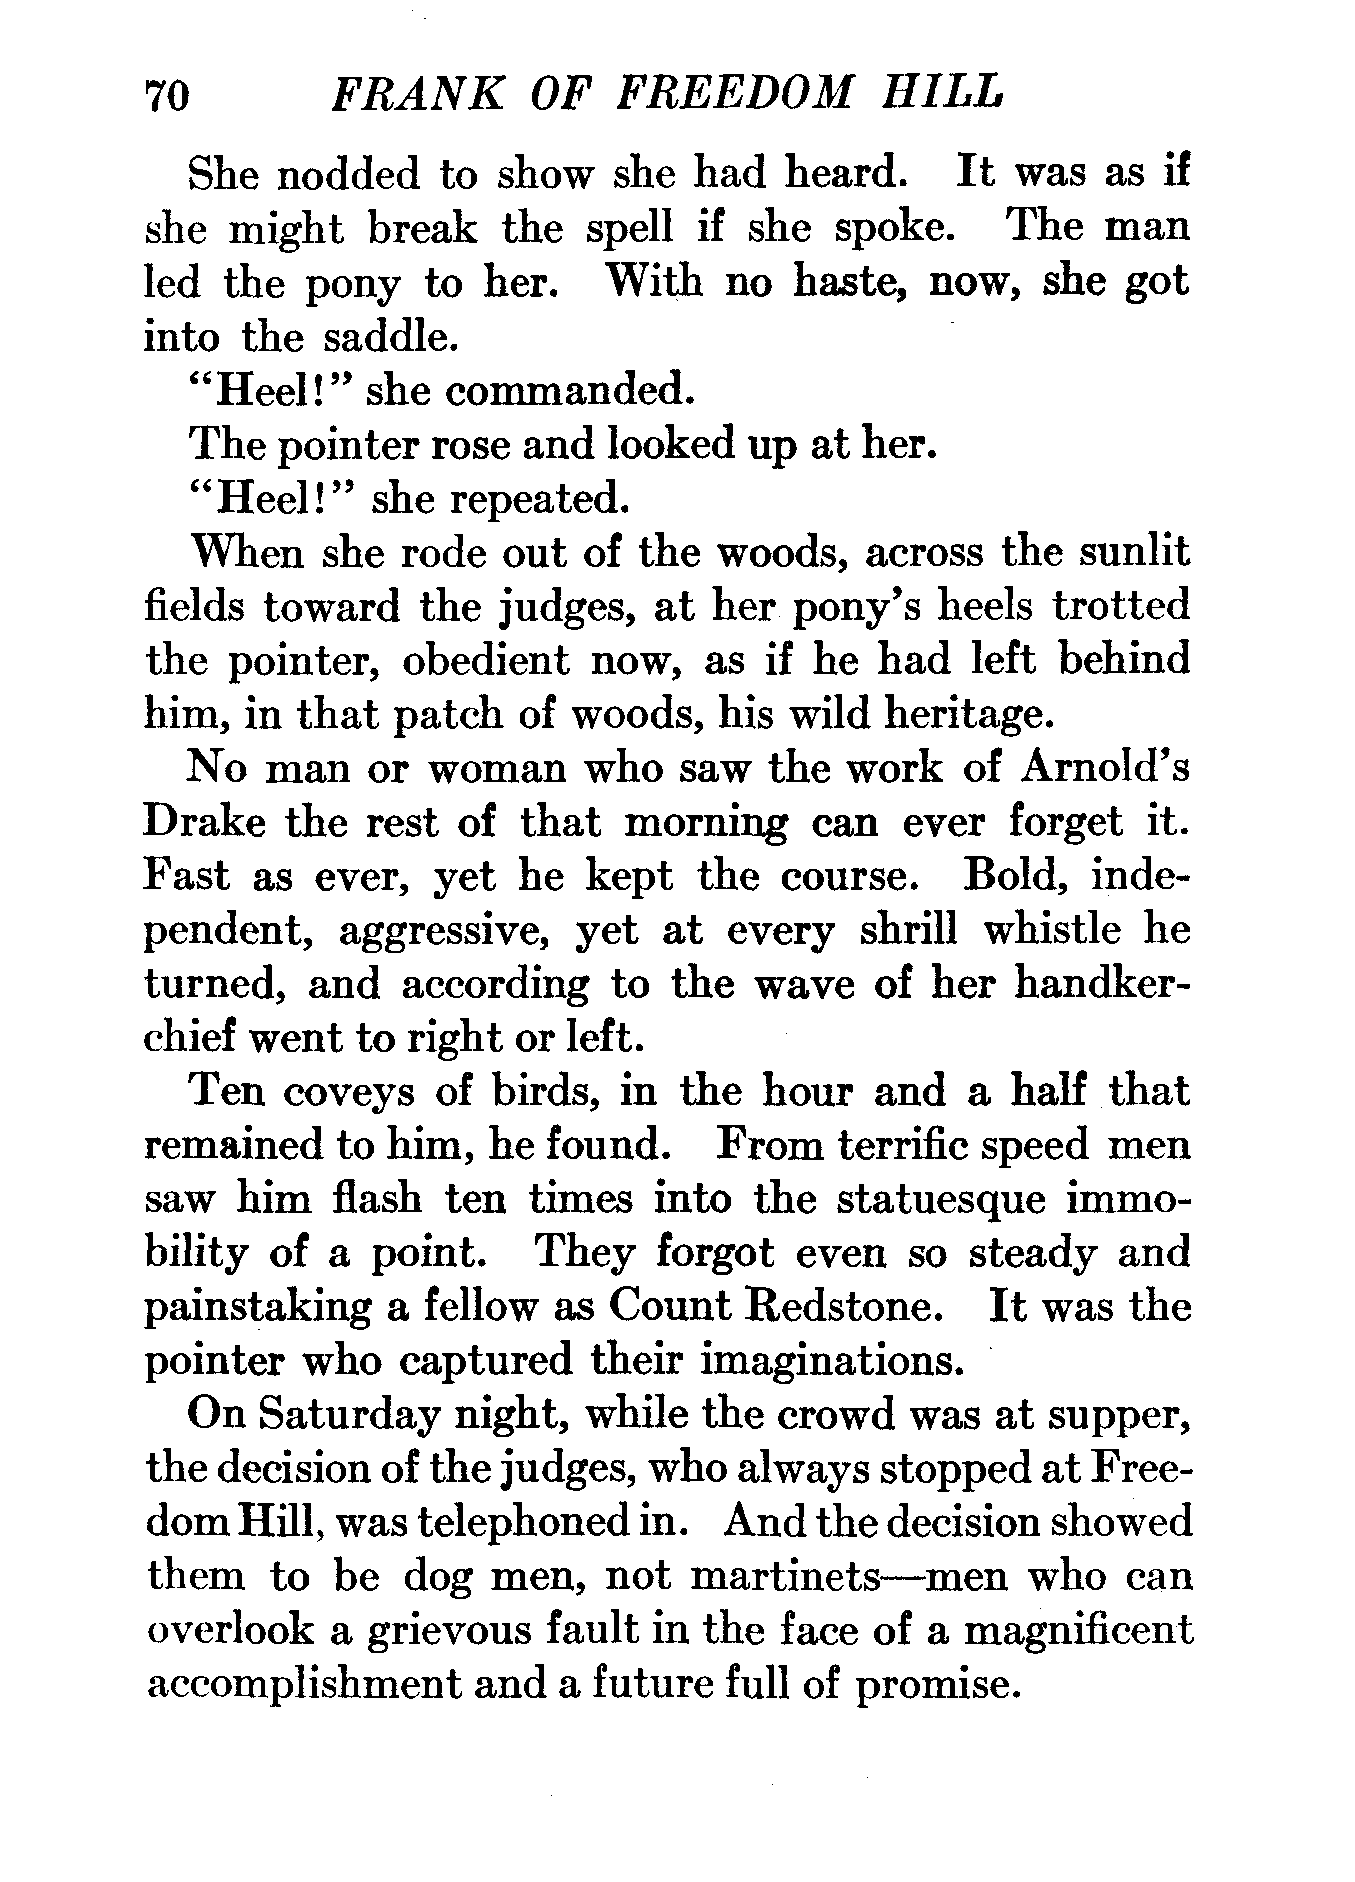 70 FRANK OF FREEDOM HILL
She nodded to show she had heard. It was as if
she might break the spell if she spoke. The man
led the pony to her. With no haste, now, she got
into the saddle.
“Heel!” she commanded.
The pointer rose and looked up at her.
“Heel!” she repeated.
When she rode out of the woods, across the sunlit
fields toward the judges, at her pony’s heels trotted
the pointer, obedient now, as if he had left behind
him, in that patch of woods, his wild heritage.
No man or woman who saw the work of Arnold’s
Drake the rest of that morning can ever forget it.
Fast as ever, yet he kept the course. Bold, inde-
pendent, aggressive, yet at every shrill whistle he
turned, and according to the wave of her handker-
chief went to right or left.
Ten coveys of birds, in the hour and a half that
remained to him, he found. From terrific speed men
saw him flash ten times into the statuesque immo-
bility of a point. They forgot even so steady and
painstaking a fellow as Count Redstone. It was the
pointer who captured their imaginations.
On Saturday night, while the crowd was at supper,
the decision of the judges, who always stopped at Free-
dom Hill, was telephoned in. And the decision showed
them to be dog men, not martinets—men who can
overlook a grievous fault in the face of a magnificent
accomplishment and a future full of promise.